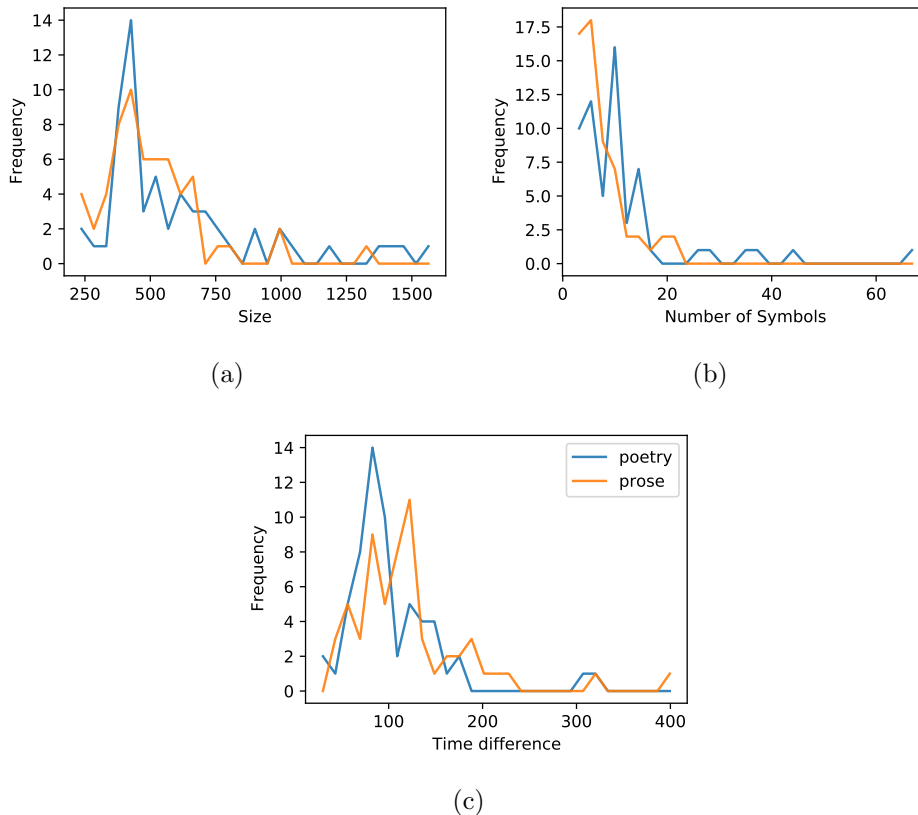 14
12
10
8
6
4
2
0
Frequency
250 500 750 1000 1250 1500
Size
(a)
17.5
15.0
12.5
10.0
7.5
5.0
2.5
0.0
Frequency
0 20 40 60
Number of Symbols
(b)
14
12
10
8
6
4
2
0
Frequency
poetry
prose
100 200 300 400
Time difference
(c)